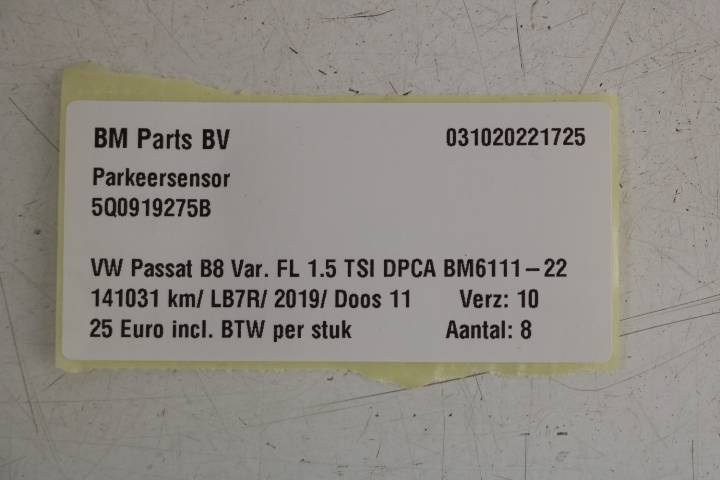 BM Parts BV 031020221725
Parkeersensor
5Q0919275B
VW Passat B8 Var. FL 1.5 TSI DPCA BM6111-22
141031 km/ LB7R/ 2019/ Doos 11 Verz: 10
25 Euro incl. BTW per stuk Aantal: 8